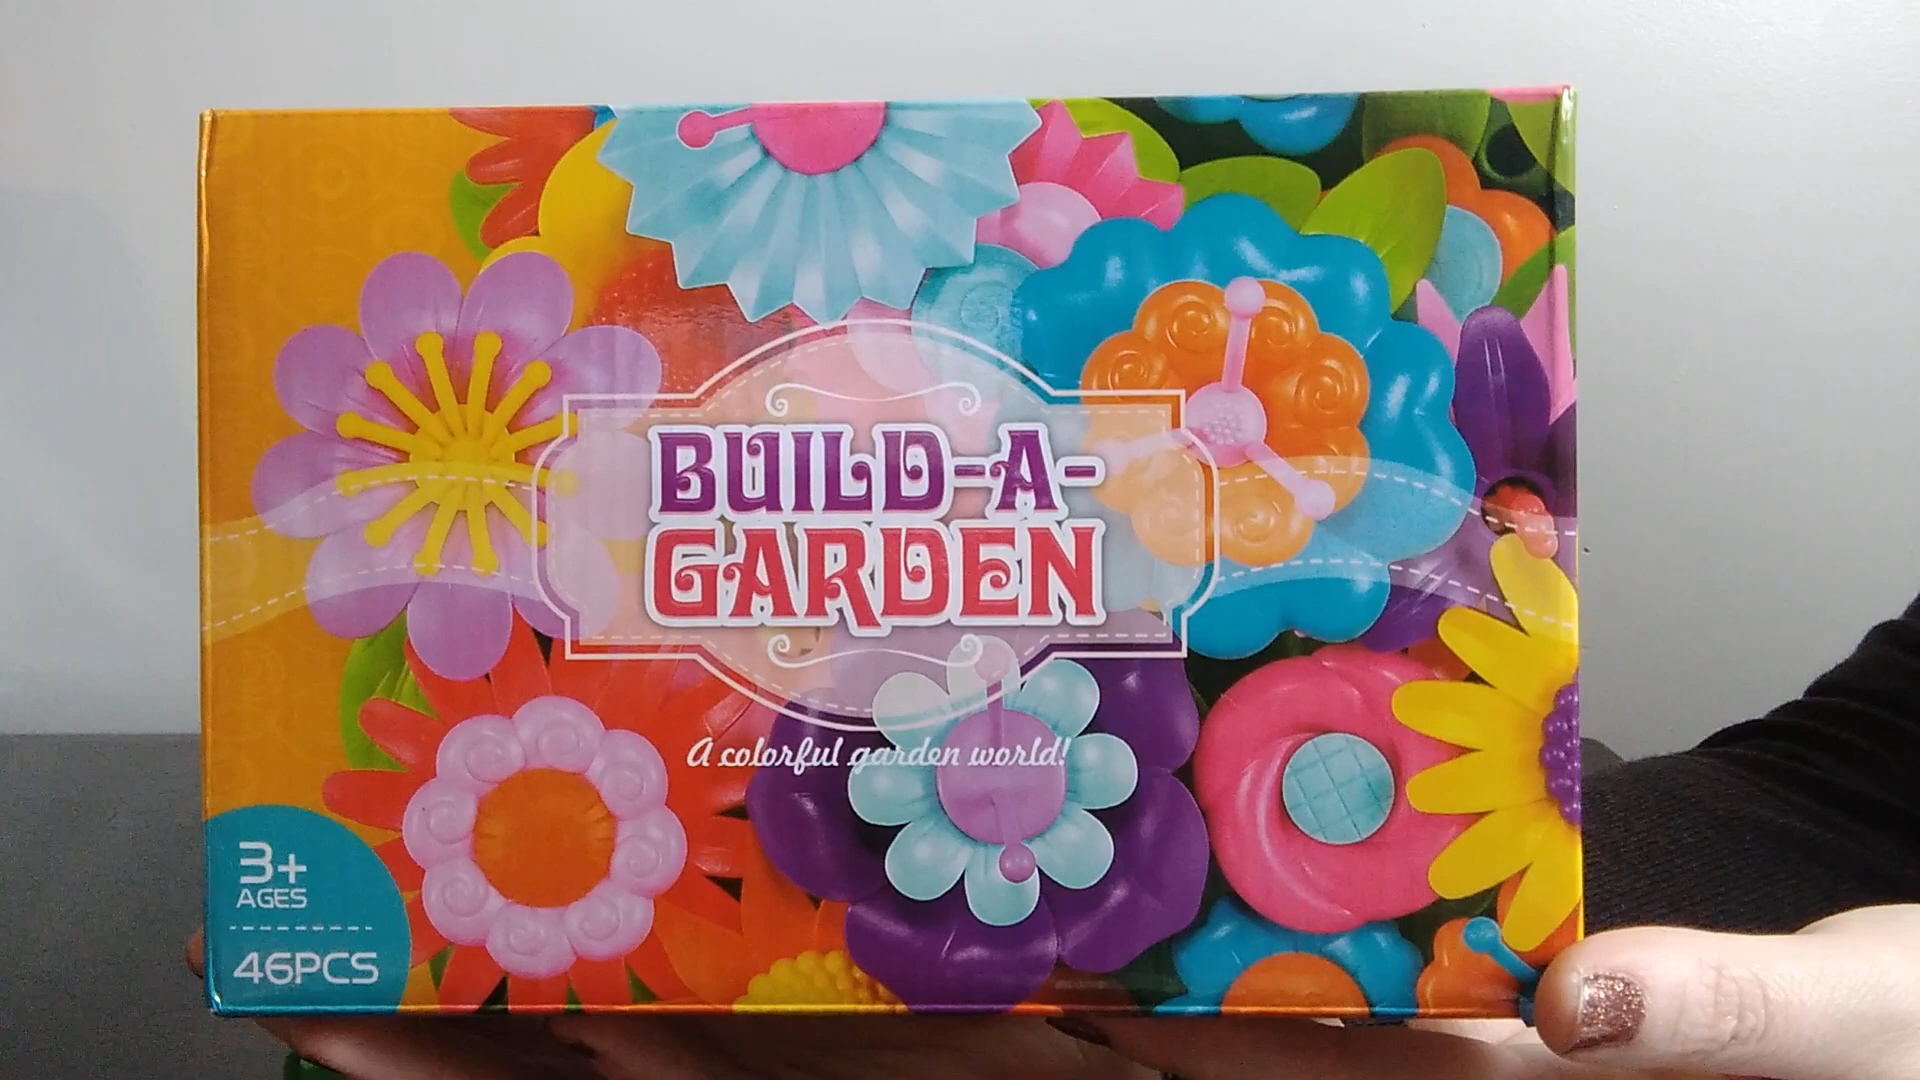 BUILD-A-
GARDEN
A colorful garden world!
3+
AGES
46PCS